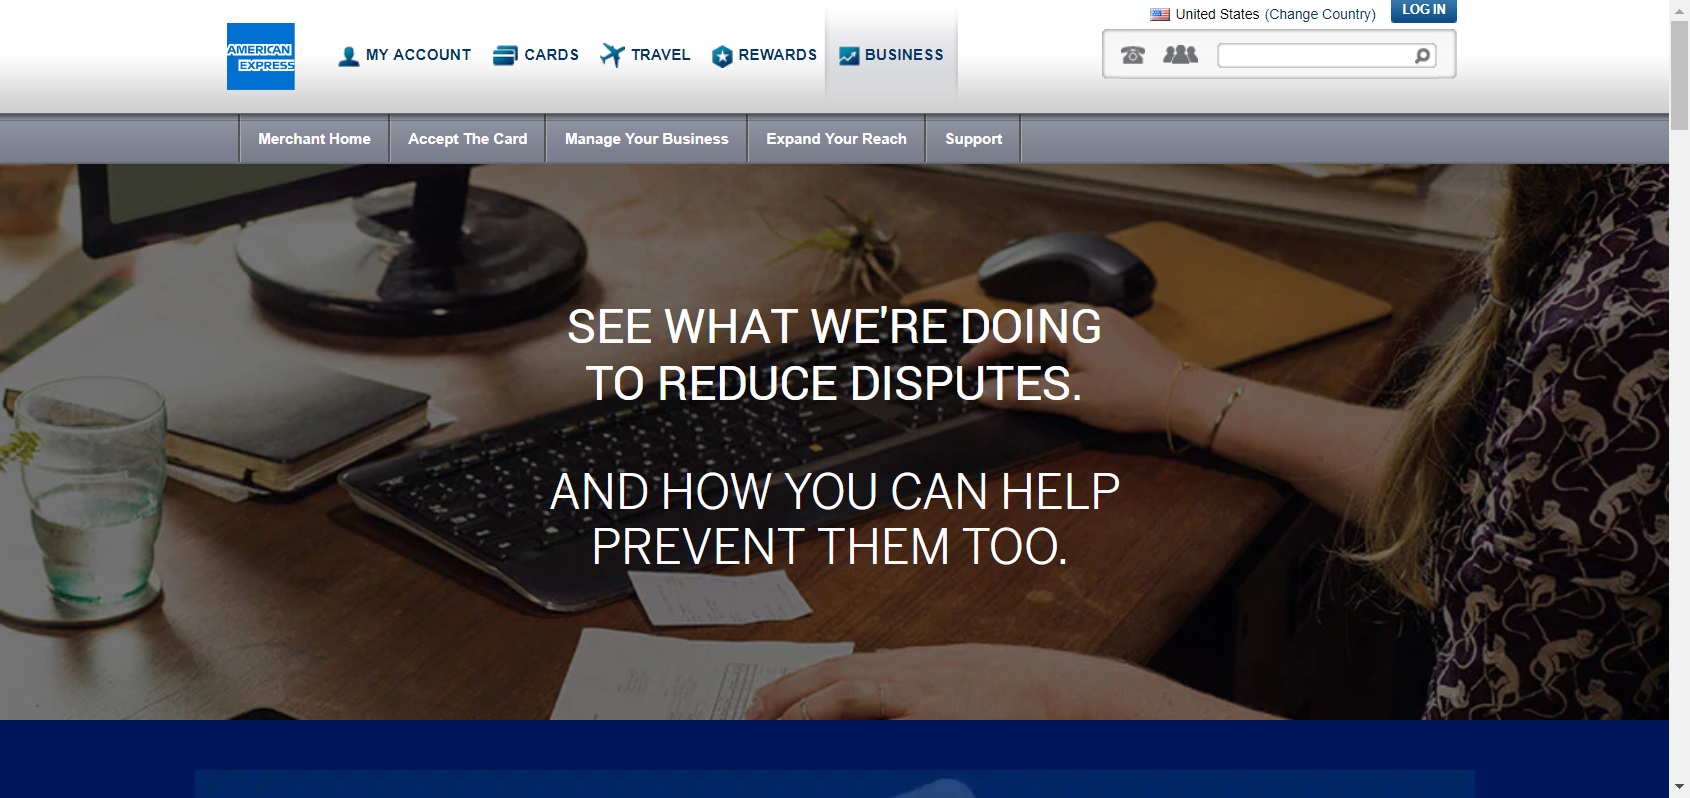 United States (Change Country)
LOG IN
AMERICAN
EXPRESS
MY ACCOUNT
CARDS
TRAVEL
REWARDS
BUSINESS
Merchant Home
Accept The Card
Manage Your Business
Expand Your Reach
Support
SEE WHAT WE'RE DOING
TO REDUCE DISPUTES.
AND HOW YOU CAN HELP
PREVENT THEM TOO.